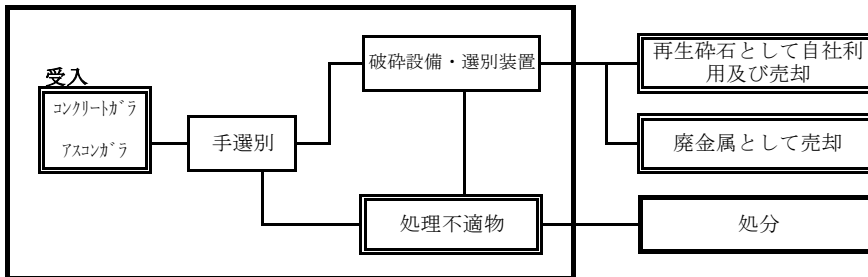 受入
ｺﾝｸﾘｰﾄｶﾞﾗ
ｱｽｺﾝｶﾞﾗ
手選別
破砕設備・選別装置
処理不適物
再生砕石として自社利
用及び売却
廃金属として売却
処分